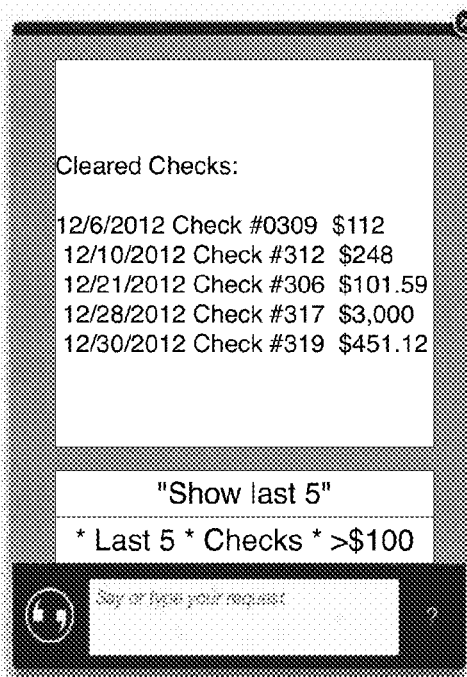 Cleared Checks:
12/6/2012 Check #0309 $112
12/10/2012 Check #312 $248
12/21/2012 Check #306 $101.59
12/28/2012 Check #317 $3,000
12/30/2012 Check #319 $451.12
"Show last 5"
* Last 5 * Checks * >$100
Say or type your request
?